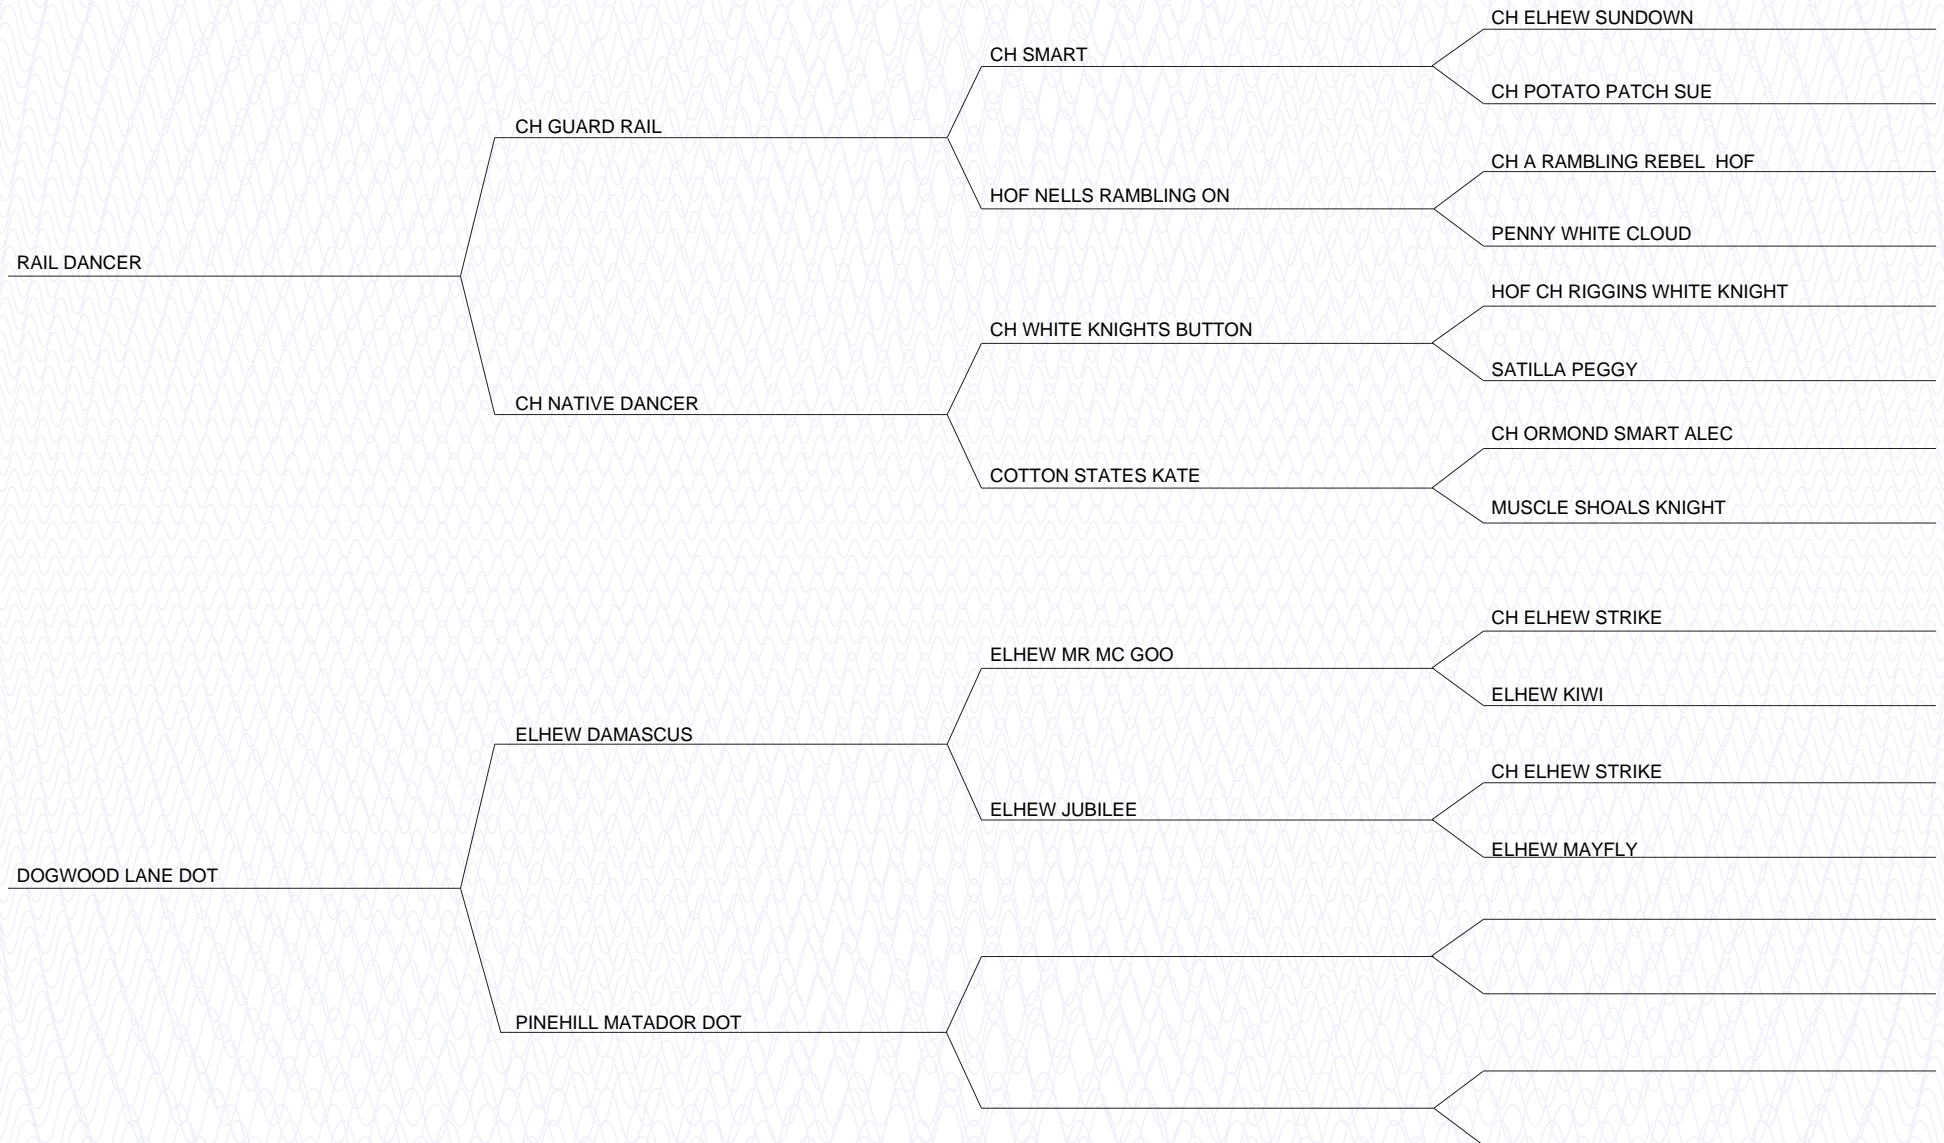 CH ELHEW SUNDOWN
CH SMART
CH POTATO PATCH SUE
CH GUARD RAIL
CH A RAMBLING REBEL  HOF
HOF NELLS RAMBLING ON
PENNY WHITE CLOUD
RAIL DANCER
HOF CH RIGGINS WHITE KNIGHT
CH WHITE KNIGHTS BUTTON
SATILLA PEGGY
CH NATIVE DANCER
CH ORMOND SMART ALEC
COTTON STATES KATE
MUSCLE SHOALS KNIGHT
CH ELHEW STRIKE
ELHEW MR MC GOO
ELHEW KIWI
ELHEW DAMASCUS
CH ELHEW STRIKE
ELHEW JUBILEE
ELHEW MAYFLY
DOGWOOD LANE DOT
PINEHILL MATADOR DOT